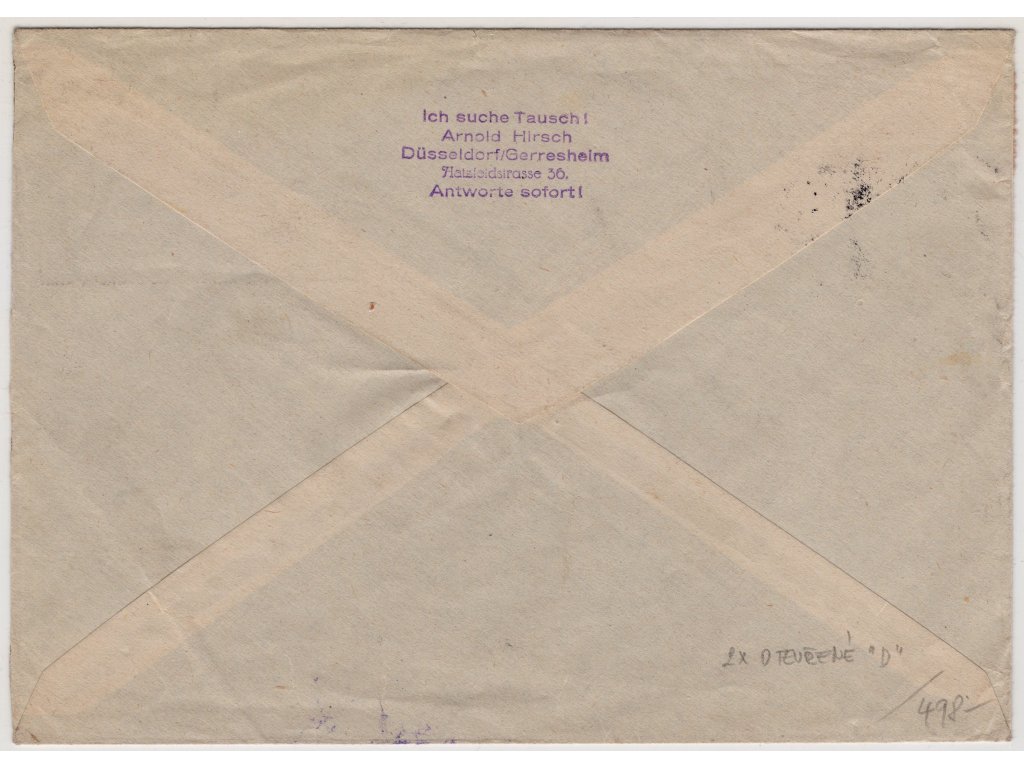 Ich suche Tausch!
Arnold Hirsch
Düsseldorf/Gerresheim
Hatzfeldstrasse 36.
Antworte sofort!
2x OTEVŘENÉ "D"
498-